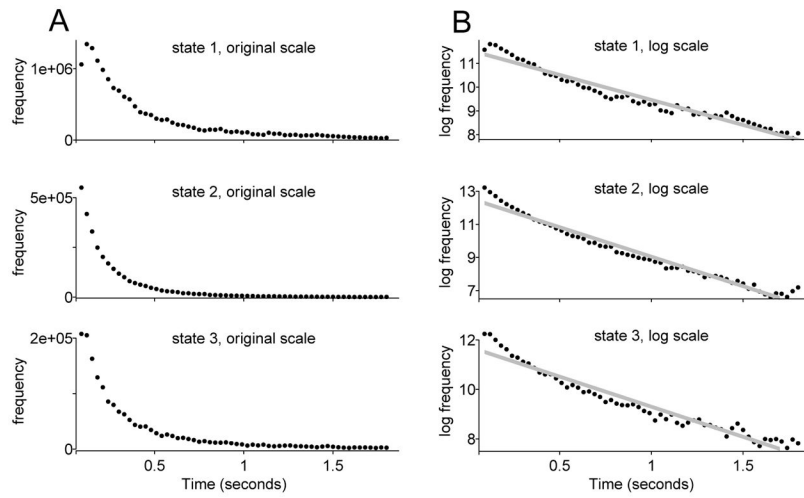 A
state 1, original scale
frequency
1e+06
0
state 2, original scale
frequency
5e+05
0
state 3, original scale
frequency
2e+05
0
0.5 1 1.5
Time (seconds)
B
state 1, log scale
log frequency
11
10
9
8
state 2, log scale
log frequency
13
11
9
7
state 3, log scale
log frequency
12
10
8
0.5 1 1.5
Time (seconds)